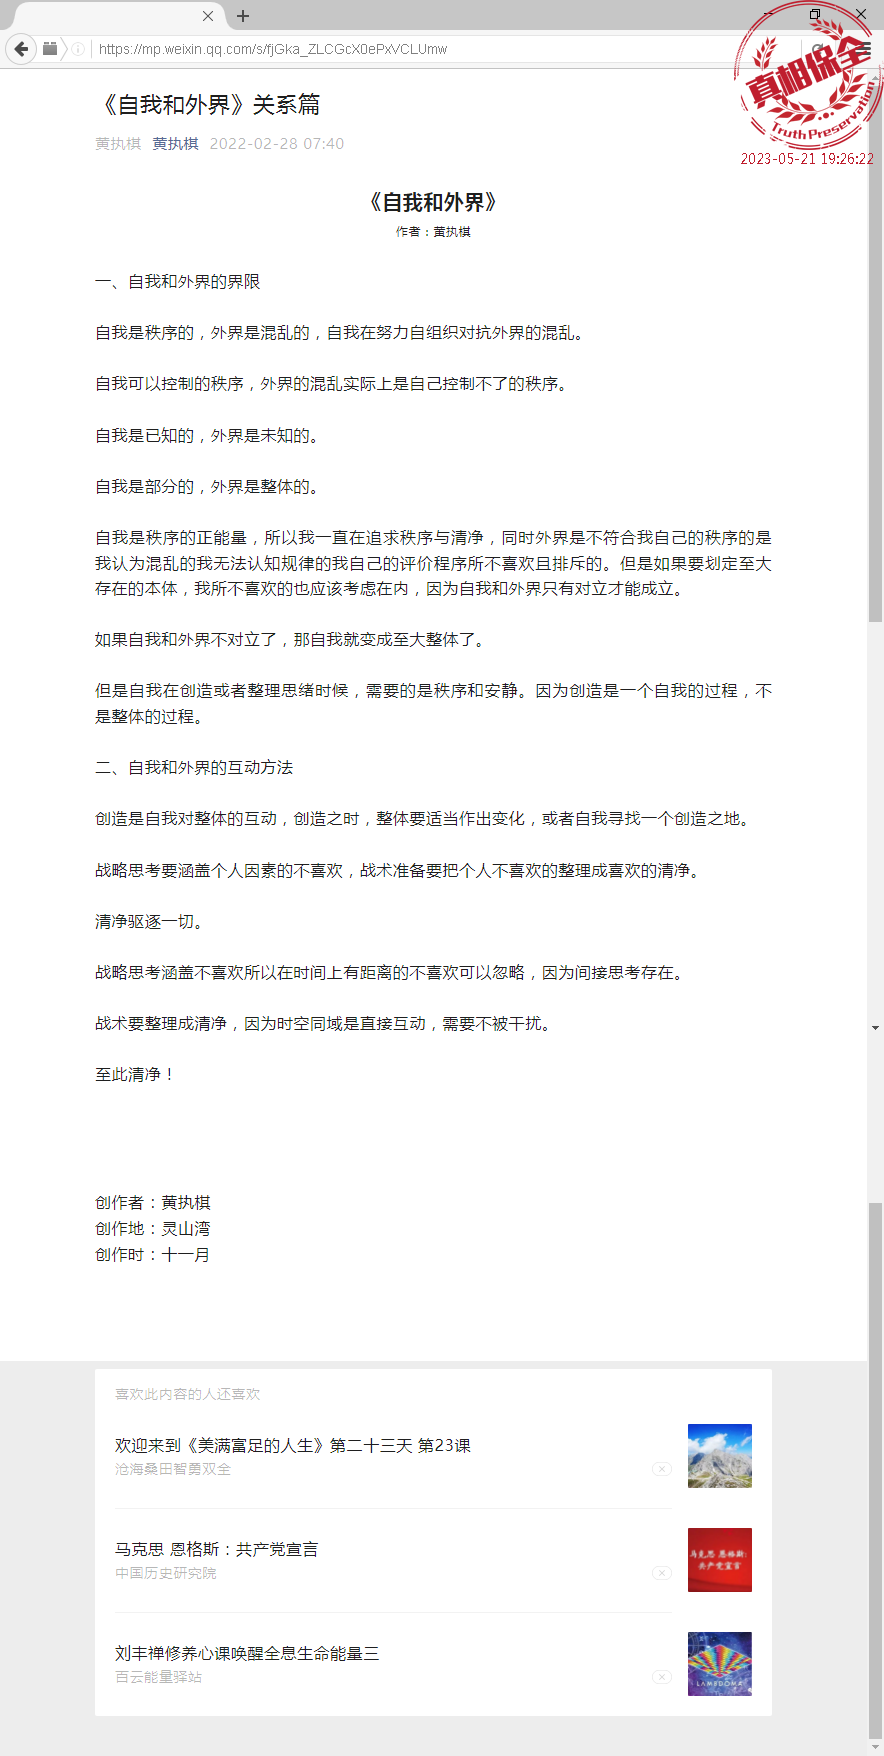 https://mp.weixin.qq.com/s/fjGka_ZLCGcX0ePxVCLUmw
真相保全
Truth Preservation
2023-05-21 19:26:22
《自我和外界》关系篇
黄执棋 黄执棋 2022-02-28 07:40
《自我和外界》
作者：黄执棋
一、自我和外界的界限
自我是秩序的，外界是混乱的，自我在努力自组织对抗外界的混乱。
自我可以控制的秩序，外界的混乱实际上是自己控制不了的秩序。
自我是已知的，外界是未知的。
自我是部分的，外界是整体的。
自我是秩序的正能量，所以我一直在追求秩序与清净，同时外界是不符合我自己的秩序的是
我认为混乱的我无法认知规律的我自己的评价程序所不喜欢且排斥的。但是如果要划定至大
存在的本体，我所不喜欢的也应该考虑在内，因为自我和外界只有对立才能成立。
如果自我和外界不对立了，那自我就变成至大整体了。
但是自我在创造或者整理思绪时候，需要的是秩序和安静。因为创造是一个自我的过程，不
是整体的过程。
二、自我和外界的互动方法
创造是自我对整体的互动，创造之时，整体要适当作出变化，或者自我寻找一个创造之地。
战略思考要涵盖个人因素的不喜欢，战术准备要把个人不喜欢的整理成喜欢的清净。
清净驱逐一切。
战略思考涵盖不喜欢所以在时间上有距离的不喜欢可以忽略，因为间接思考存在。
战术要整理成清净，因为时空同域是直接互动，需要不被干扰。
至此清净！
创作者：黄执棋
创作地：灵山湾
创作时：十一月
喜欢此内容的人还喜欢
欢迎来到《美满富足的人生》第二十三天 第23课
沧海桑田智勇双全
马克思 恩格斯：共产党宣言
中国历史研究院
马克思 恩格斯：
共产党宣言
刘丰禅修养心课唤醒全息生命能量三
百云能量驿站
LAMBDOMA